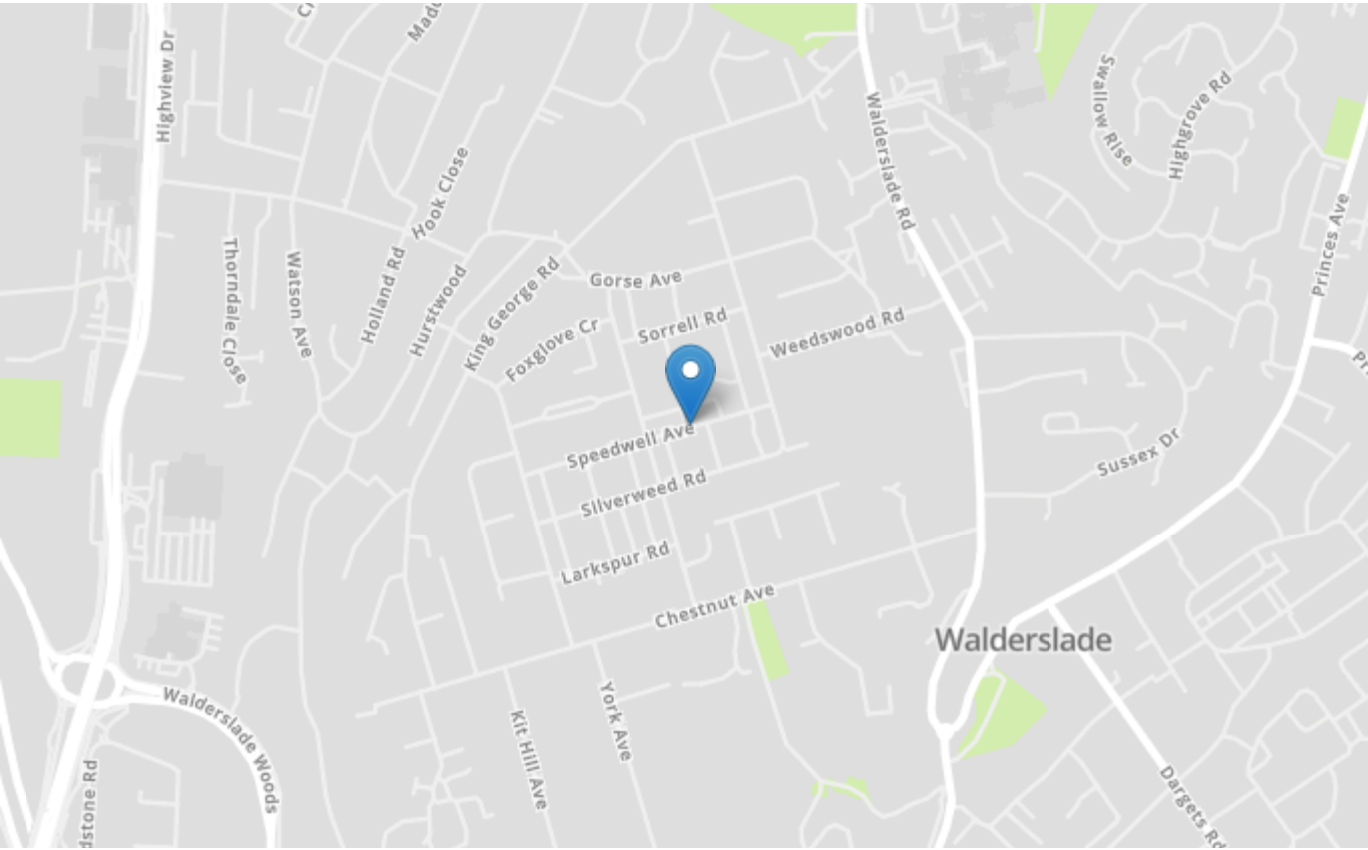 Highview Dr
Walderslade Rd
Swallow Rise
Highgrove Rd
Princes Ave
Hook Close
Thorndale Close
Watson Ave
Holland Rd
Hurstwood
King George Rd
Gorse Ave
Sorrell Rd
Foxglove Cr
Weedswood Rd
Speedwell Ave
Sussex Dr
Silverweed Rd
Larkspur Rd
Chestnut Ave
Walderslade
Walderslade Woods
Kit Hill Ave
York Ave
dstone Rd
Dargets Rd